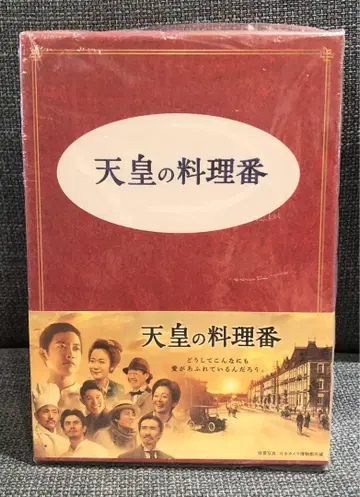 天皇の料理番
天皇の料理番
どうしてこんなにも
愛があふれているんだろう。